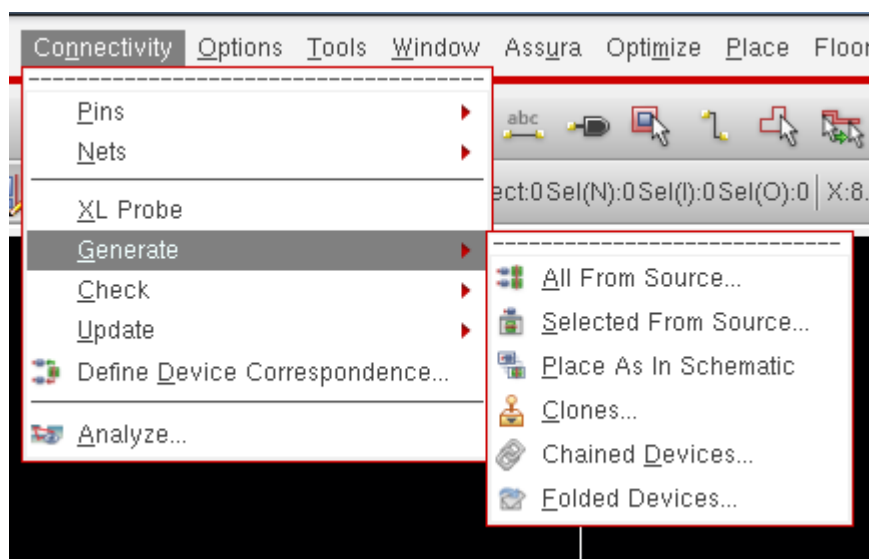 Connectivity Options Tools Window Assura Optimize Place Floor
Pins
abc
Nets
ect:0 Sel(N):0 Sel(I):0 Sel(O):0 X:8.
XL Probe
Generate
Check
Update
Define Device Correspondence...
Analyze...
All From Source...
Selected From Source...
Place As In Schematic
Clones...
Chained Devices...
Folded Devices...